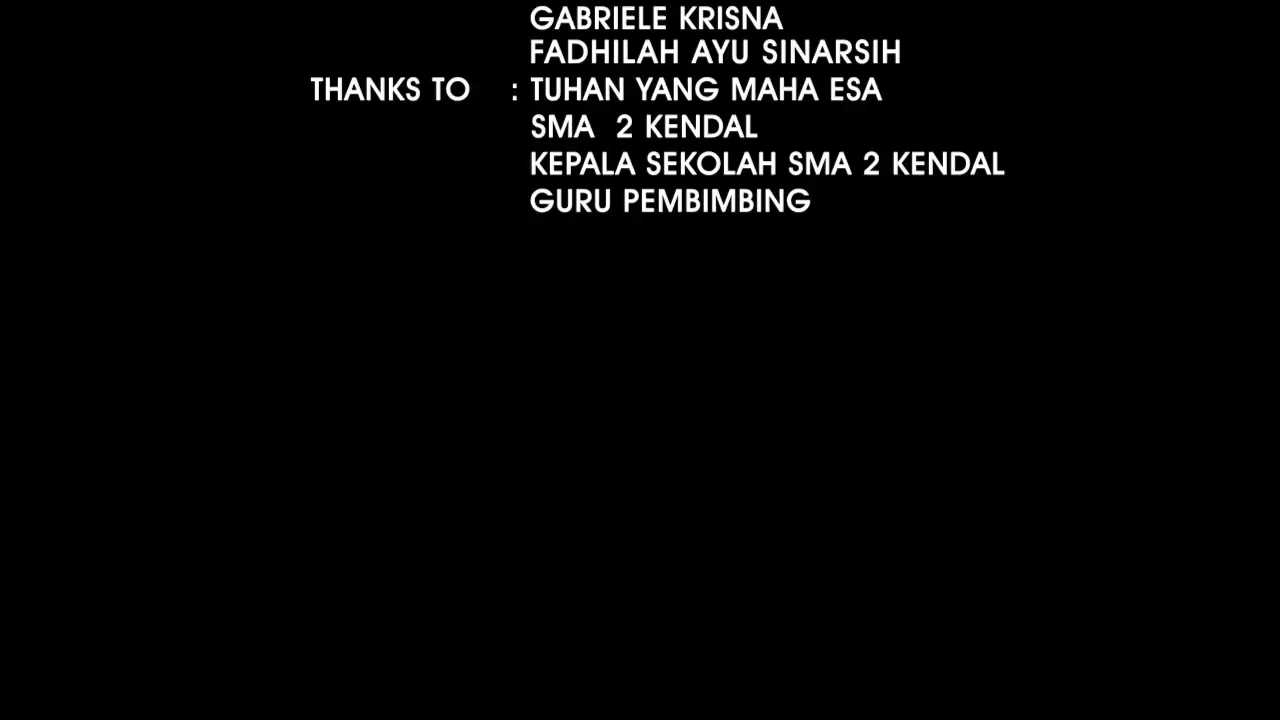 GABRIELE KRISNA
FADHILAH AYU SINARSIH
THANKS TO : TUHAN YANG MAHA ESA
SMA 2 KENDAL
KEPALA SEKOLAH SMA 2 KENDAL
GURU PEMBIMBING